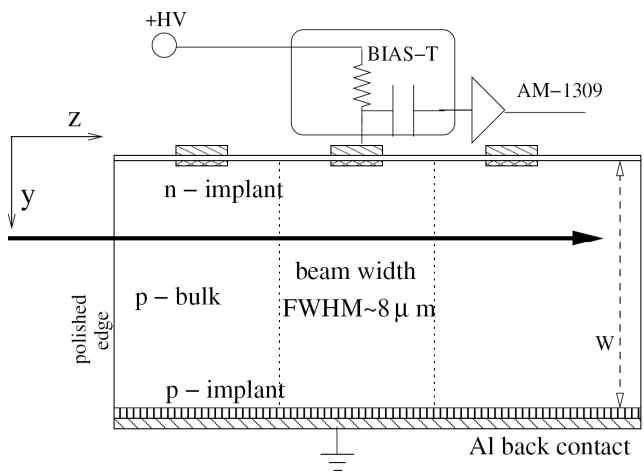 +HV
BIAS−T
AM−1309
z
y
n − implant
beam width
FWHM~8 μ m
p − bulk
polished
edge
W
p − implant
Al back contact